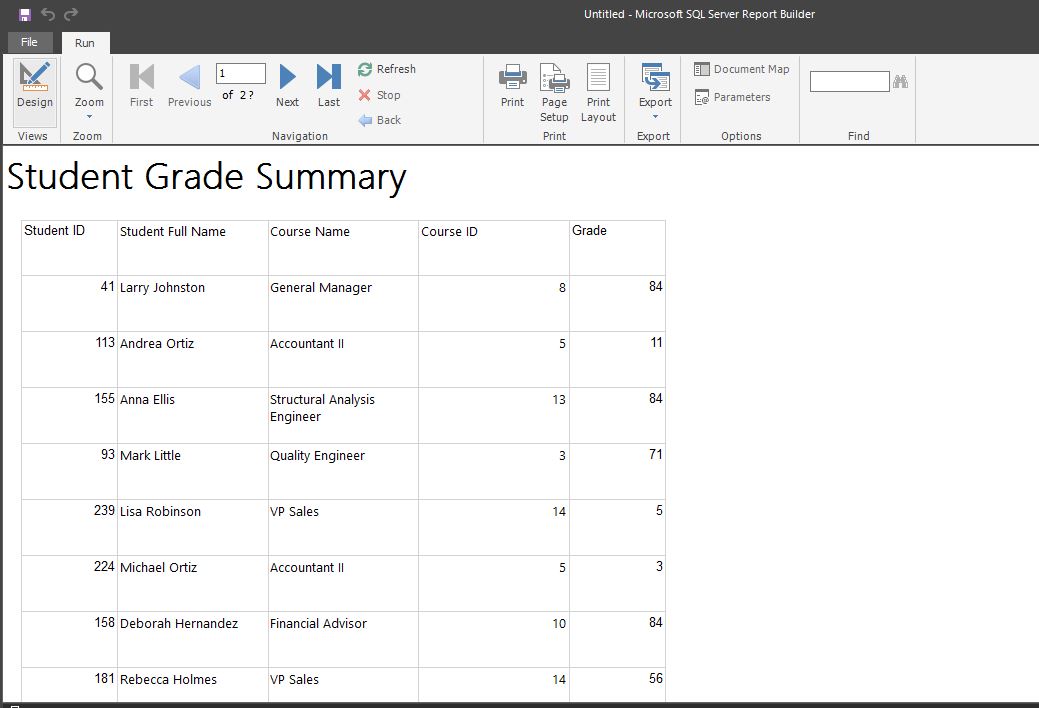 Untitled - Microsoft SQL Server Report Builder
File Run
Design Zoom First Previous 1 of 2? Next Last Refresh Stop Back Print Page Setup Print Layout Export Document Map Parameters
Views Zoom Navigation Print Export Options Find
Student Grade Summary
Student ID Student Full Name Course Name Course ID Grade
41 Larry Johnston General Manager 8 84
113 Andrea Ortiz Accountant II 5 11
155 Anna Ellis Structural Analysis 13 84
Engineer
93 Mark Little Quality Engineer 3 71
239 Lisa Robinson VP Sales 14 5
224 Michael Ortiz Accountant II 5 3
158 Deborah Hernandez Financial Advisor 10 84
181 Rebecca Holmes VP Sales 14 56